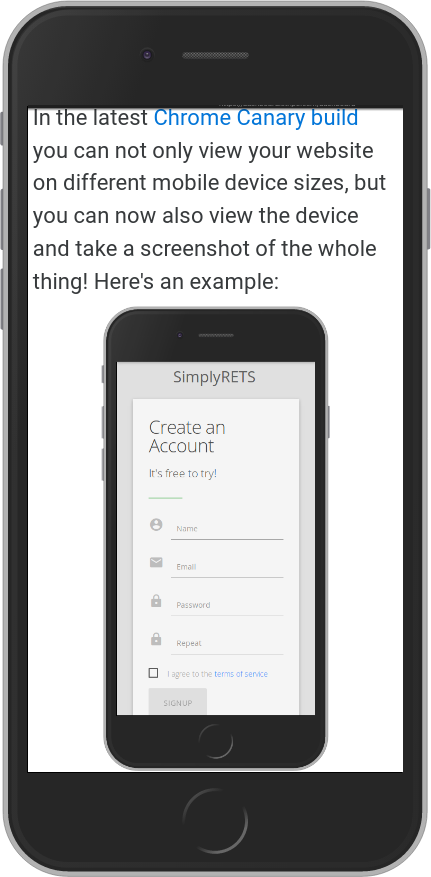 In the latest Chrome Canary build
you can not only view your website
on different mobile device sizes, but
you can now also view the device
and take a screenshot of the whole
thing! Here's an example:
SimplyRETS
Create an
Account
It's free to try!
Name
Email
Password
Repeat
I agree to the terms of service
SIGNUP